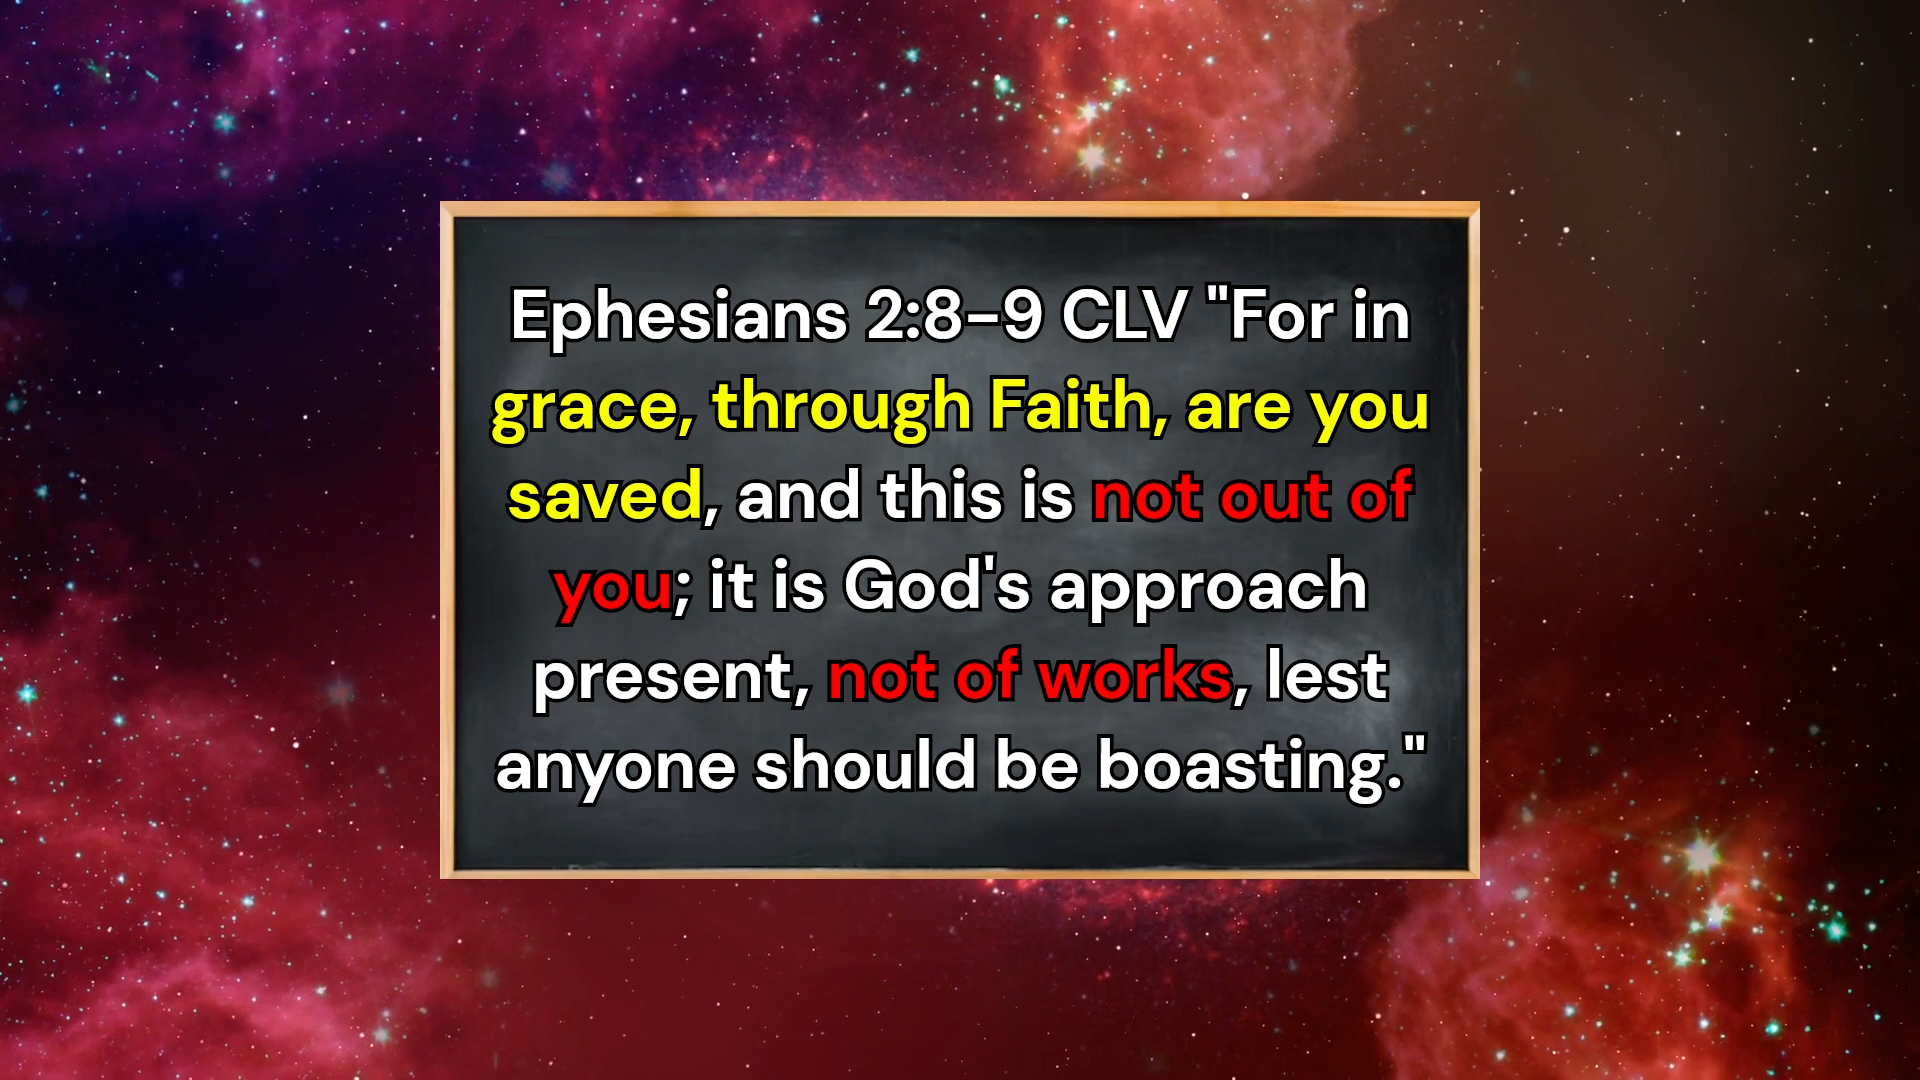 Ephesians 2:8–9 CLV "For in
grace, through Faith, are you
saved, and this is not out of
you; it is God's approach
present, not of works, lest
anyone should be boasting."